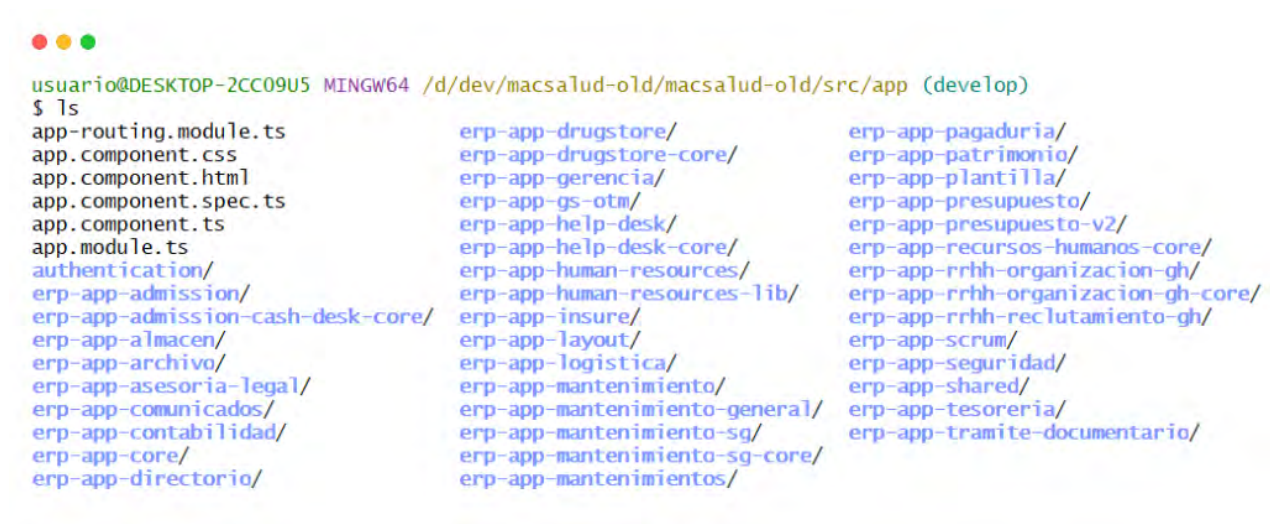 usuario@DESKTOP-2CC09U5 MINGW64 /d/dev/macsalud-old/macsalud-old/src/app (develop)
$ ls
app-routing.module.ts erp-app-drugstore/ erp-app-pagaduria/
app.component.css erp-app-drugstore-core/ erp-app-patrimonio/
app.component.html erp-app-gerencia/ erp-app-plantilla/
app.component.spec.ts erp-app-gs-otm/ erp-app-presupuesto/
app.component.ts erp-app-help-desk/ erp-app-presupuesto-v2/
app.module.ts erp-app-help-desk-core/ erp-app-recursos-humanos-core/
authentication/ erp-app-human-resources/ erp-app-rrhh-organizacion-gh/
erp-app-admission/ erp-app-human-resources-lib/ erp-app-rrhh-organizacion-gh-core/
erp-app-admission-cash-desk-core/ erp-app-insure/ erp-app-rrhh-reclutamiento-gh/
erp-app-almacen/ erp-app-layout/ erp-app-scrum/
erp-app-archivo/ erp-app-logistica/ erp-app-seguridad/
erp-app-asesoria-legal/ erp-app-mantenimiento/ erp-app-shared/
erp-app-comunicados/ erp-app-mantenimiento-general/ erp-app-tesoreria/
erp-app-contabilidad/ erp-app-mantenimiento-sg/ erp-app-tramite-documentario/
erp-app-core/ erp-app-mantenimiento-sg-core/
erp-app-directorio/ erp-app-mantenimientos/